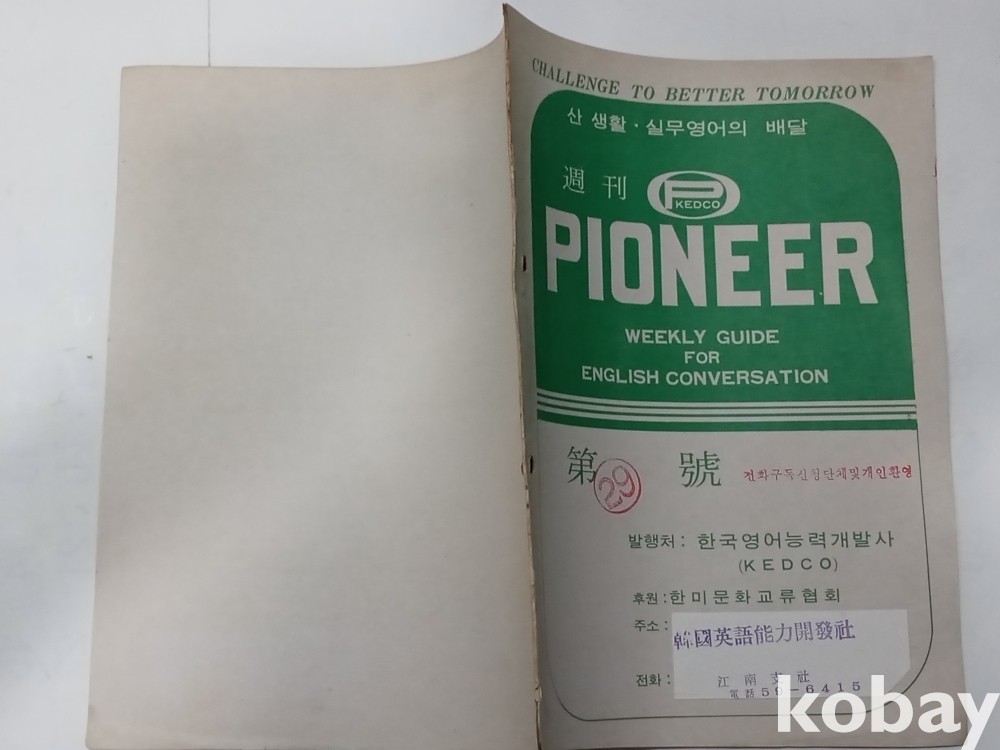 CHALLENGE TO BETTER TOMORROW
산 생활·실무영어의 배달
週刊
P
KEDCO
PIONEER
WEEKLY GUIDE
FOR
ENGLISH CONVERSATION
第 29 號
전화구독신청단체및개인환영
발행처: 한국영어능력개발사
(KEDCO)
후원:한미문화교류협회
주소:
韓國英語能力開發社
전화:
江南支社
電話 59-6415
kobay